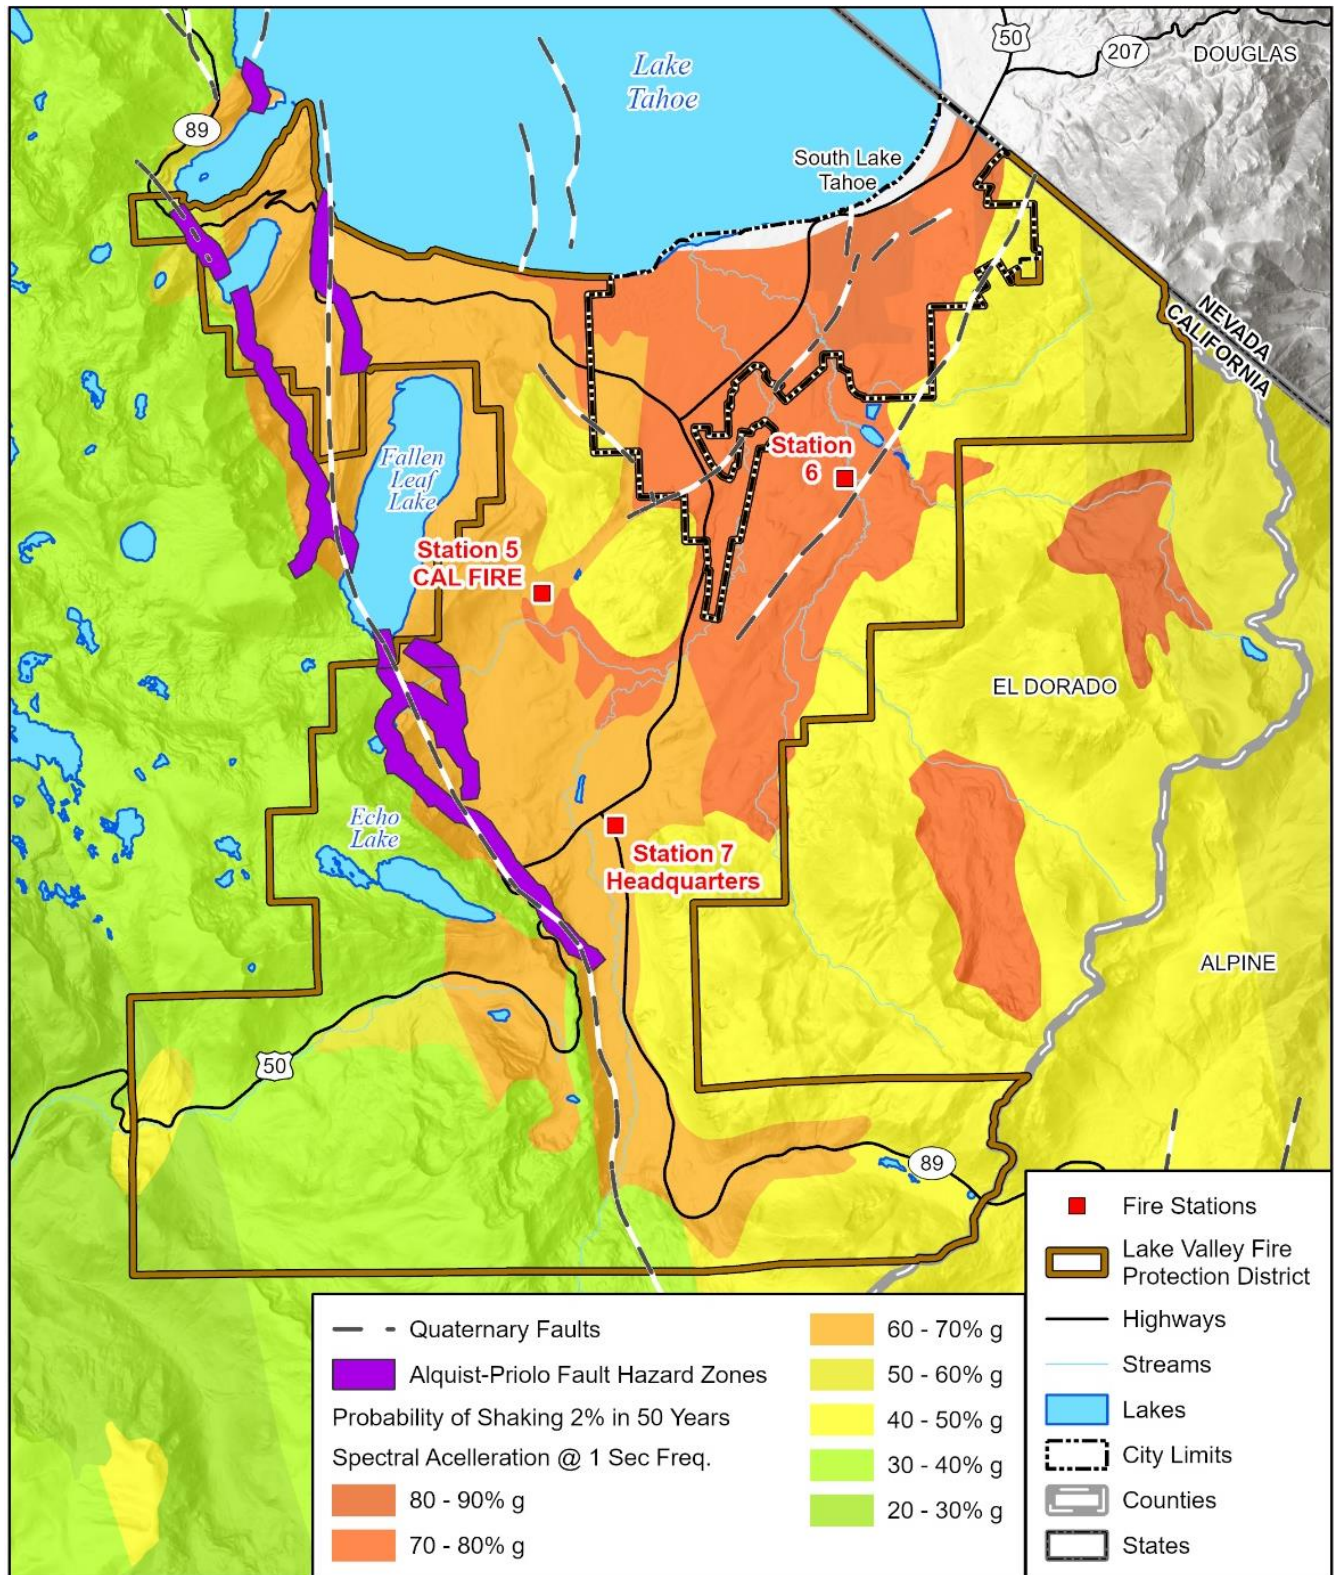 50
207
DOUGLAS
Lake
Tahoe
89
South Lake
Tahoe
NEVADA
CALIFORNIA
Station
6
Fallen
Leaf
Lake
Station 5
CAL FIRE
EL DORADO
Echo
Lake
Station 7
Headquarters
ALPINE
50
89
Quaternary Faults
Alquist-Priolo Fault Hazard Zones
Probability of Shaking 2% in 50 Years
Spectral Acelleration @ 1 Sec Freq.
80 - 90% g
70 - 80% g
60 - 70% g
50 - 60% g
40 - 50% g
30 - 40% g
20 - 30% g
Fire Stations
Lake Valley Fire
Protection District
Highways
Streams
Lakes
City Limits
Counties
States